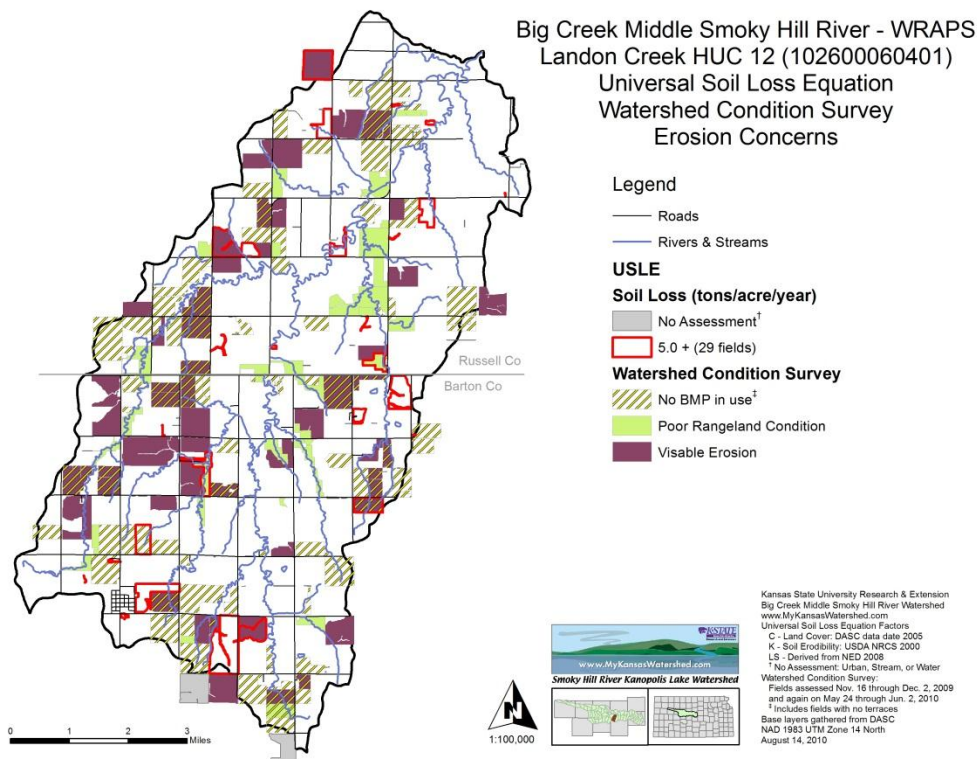 Big Creek Middle Smoky Hill River - WRAPS
Landon Creek HUC 12 (102600060401)
Universal Soil Loss Equation
Watershed Condition Survey
Erosion Concerns
Legend
Roads
Rivers & Streams
USLE
Soil Loss (tons/acre/year)
No Assessment†
5.0 + (29 fields)
Watershed Condition Survey
No BMP in use‡
Poor Rangeland Condition
Visable Erosion
Russell Co
Barton Co
Kansas State University Research & Extension
Big Creek Middle Smoky Hill River Watershed
www.MyKansasWatershed.com
Universal Soil Loss Equation Factors
C - Land Cover: DASC data date 2005
K - Soil Erodibility: USDA NRCS 2000
LS - Derived from NED 2008
† No Assessment: Urban, Stream, or Water
Watershed Condition Survey:
Fields assessed Nov. 16 through Dec. 2, 2009
and again on May 24 through Jun. 2, 2010
‡ Includes fields with no terraces
Base layers gathered from DASC
NAD 1983 UTM Zone 14 North
August 14, 2010
K-STATE
www.MyKansasWatershed.com
Smoky Hill River Kanopolis Lake Watershed
N
1:100,000
0 1 2 3 4
Miles